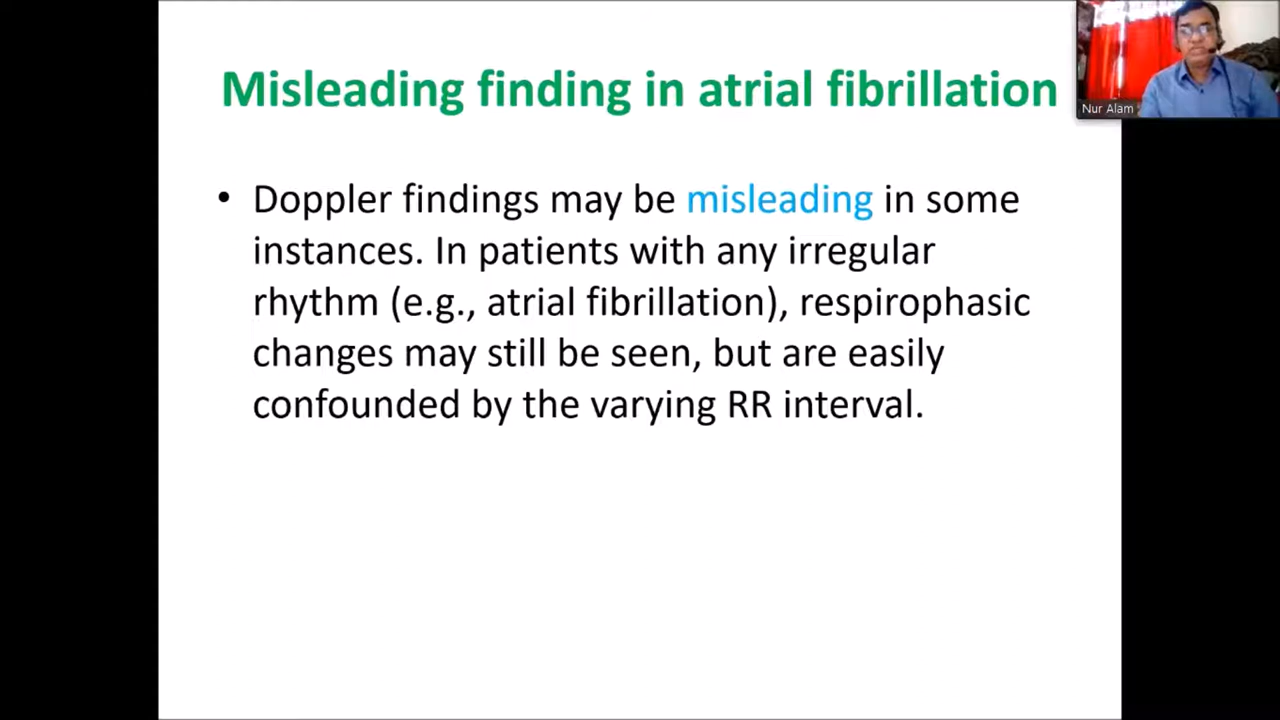 Misleading finding in atrial fibrillation
Nur Alam
• Doppler findings may be misleading in some
instances. In patients with any irregular
rhythm (e.g., atrial fibrillation), respirophasic
changes may still be seen, but are easily
confounded by the varying RR interval.